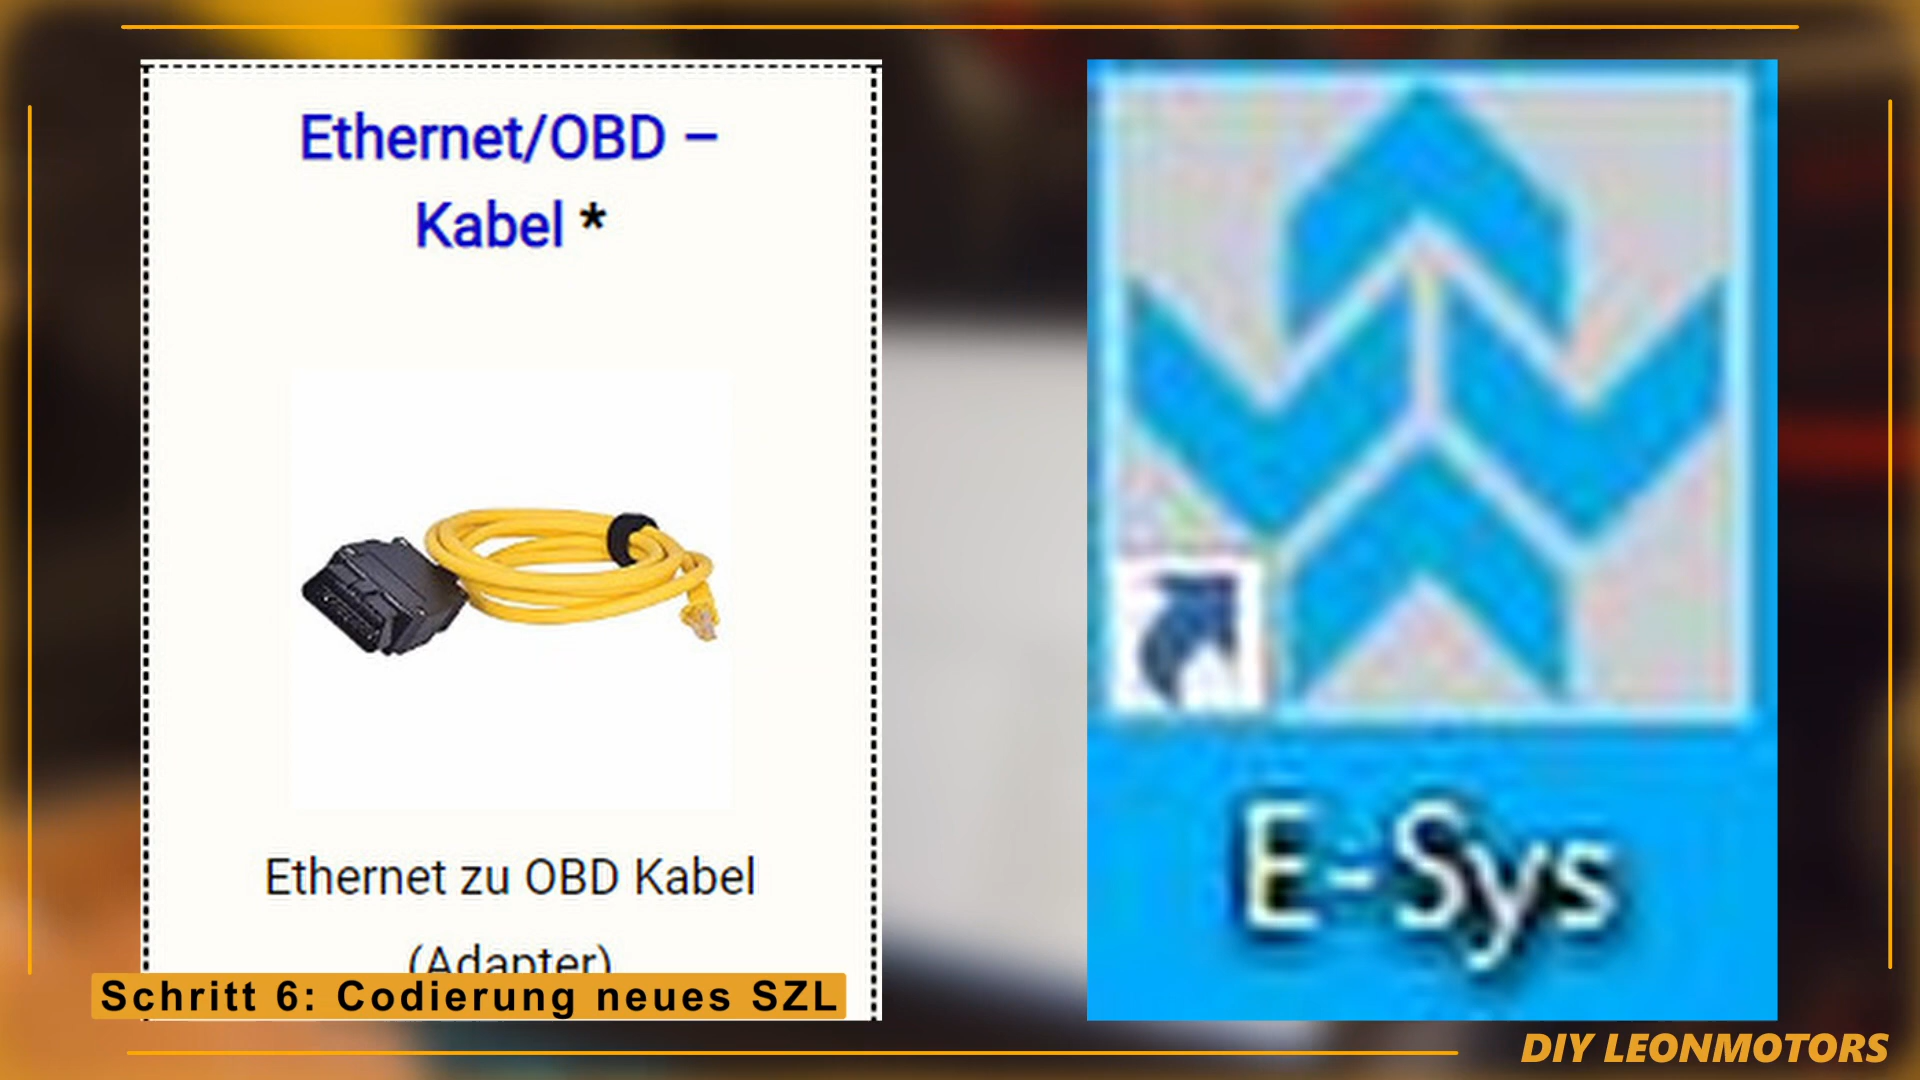 Ethernet/OBD –
Kabel *
Ethernet zu OBD Kabel
(Adapter)
E-Sys
Schritt 6: Codierung neues SZL
DIY LEONMOTORS